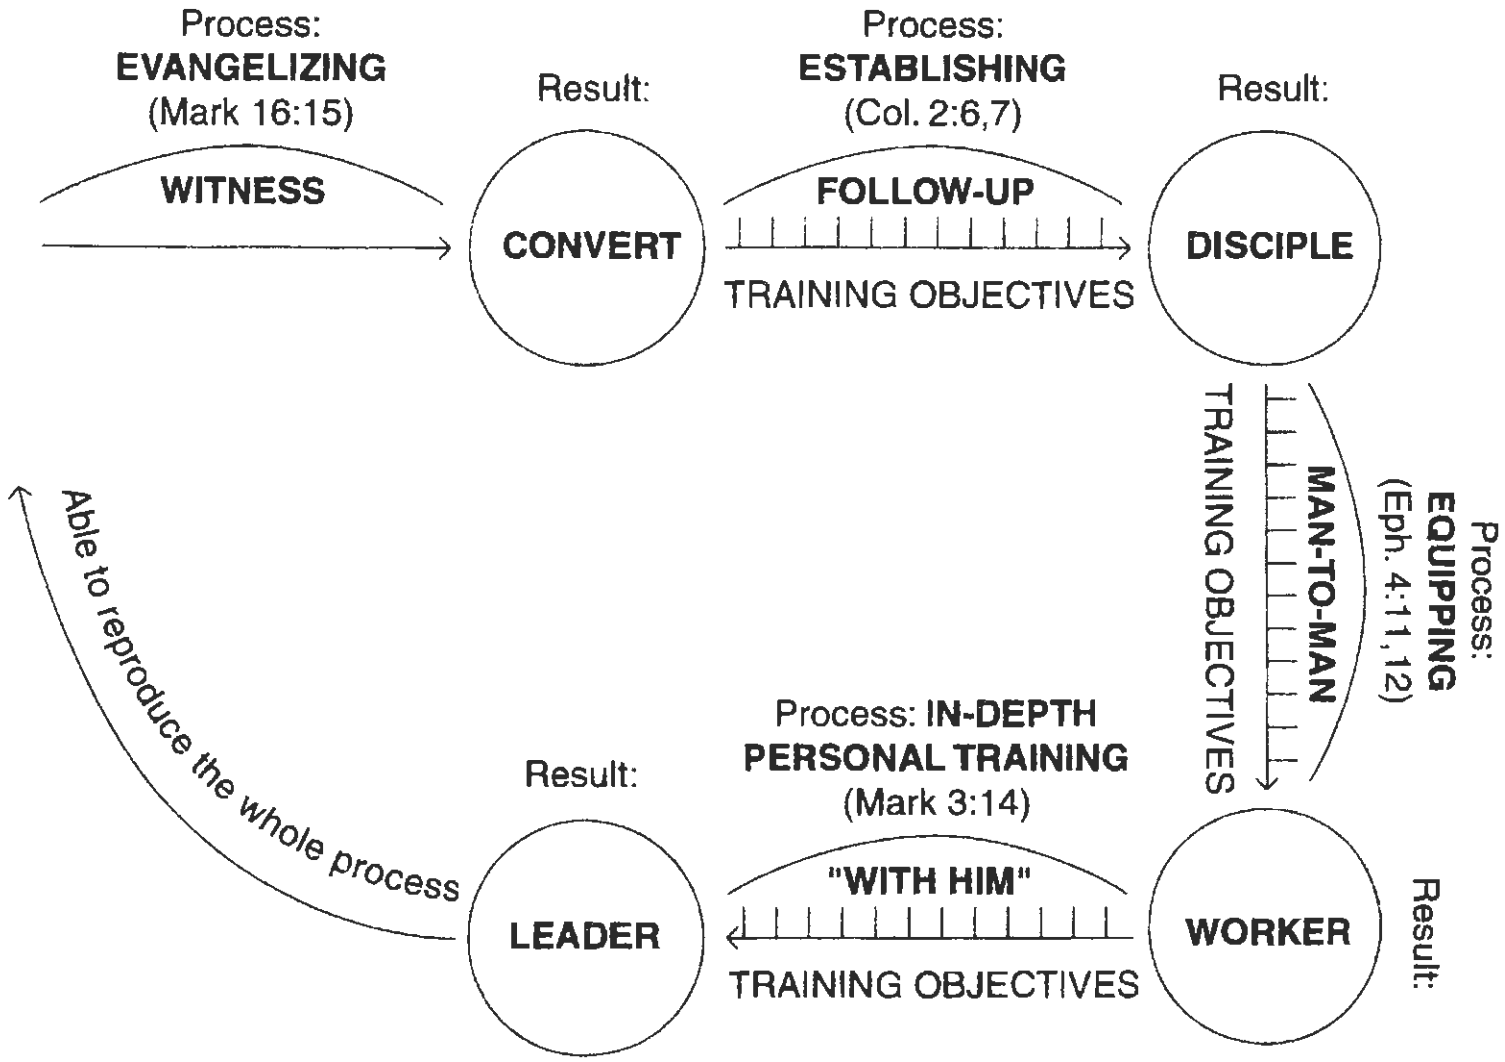 Process:
EVANGELIZING
(Mark 16:15)
WITNESS
Result:
CONVERT
Process:
ESTABLISHING
(Col. 2:6,7)
FOLLOW-UP
TRAINING OBJECTIVES
Result:
DISCIPLE
Process:
EQUIPPING
(Eph. 4:11,12)
MAN-TO-MAN
TRAINING OBJECTIVES
Result:
WORKER
Process: IN-DEPTH
PERSONAL TRAINING
(Mark 3:14)
"WITH HIM"
TRAINING OBJECTIVES
Result:
LEADER
Able to reproduce the whole process